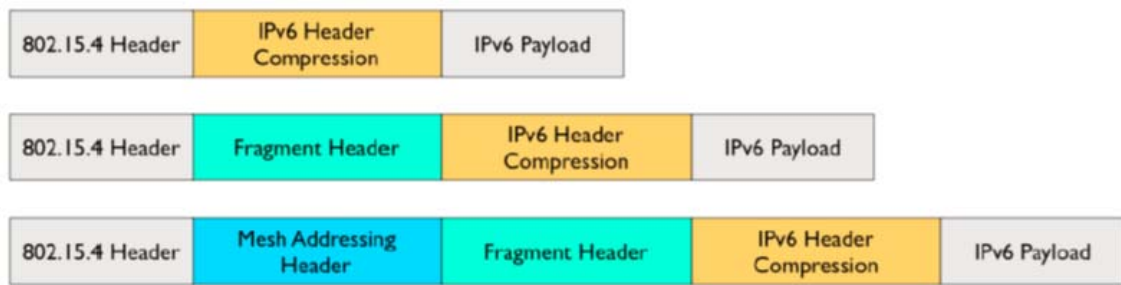 802.15.4 Header IPv6 Header Compression IPv6 Payload
802.15.4 Header Fragment Header IPv6 Header Compression IPv6 Payload
802.15.4 Header Mesh Addressing Header Fragment Header IPv6 Header Compression IPv6 Payload